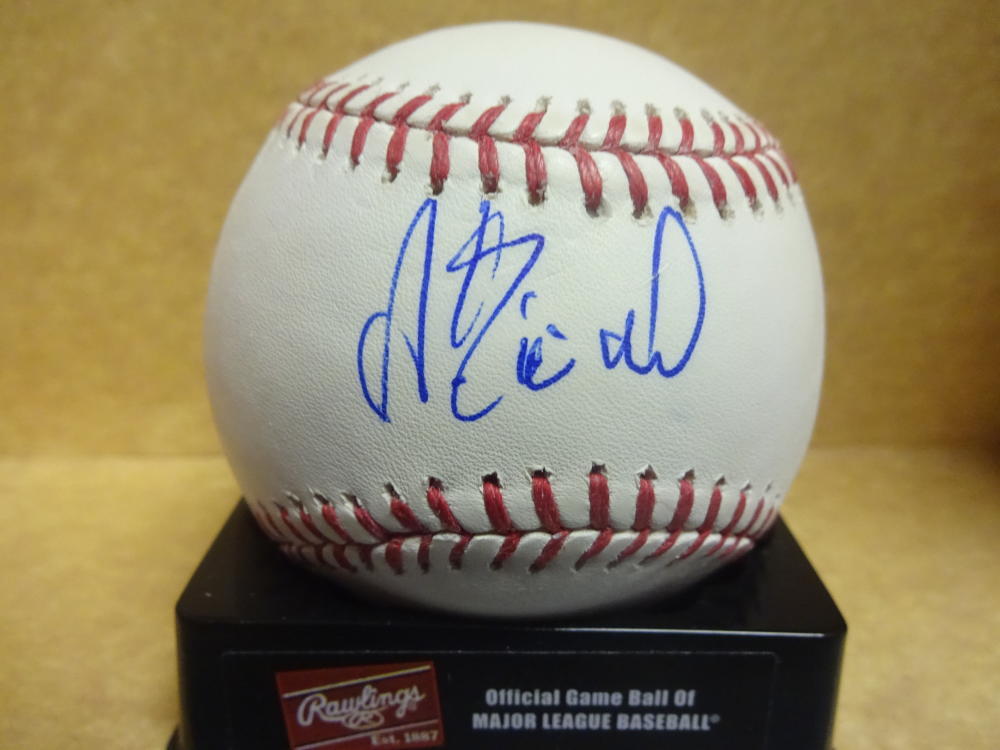 Rawlings
Est. 1887
Official Game Ball Of
MAJOR LEAGUE BASEBALL®